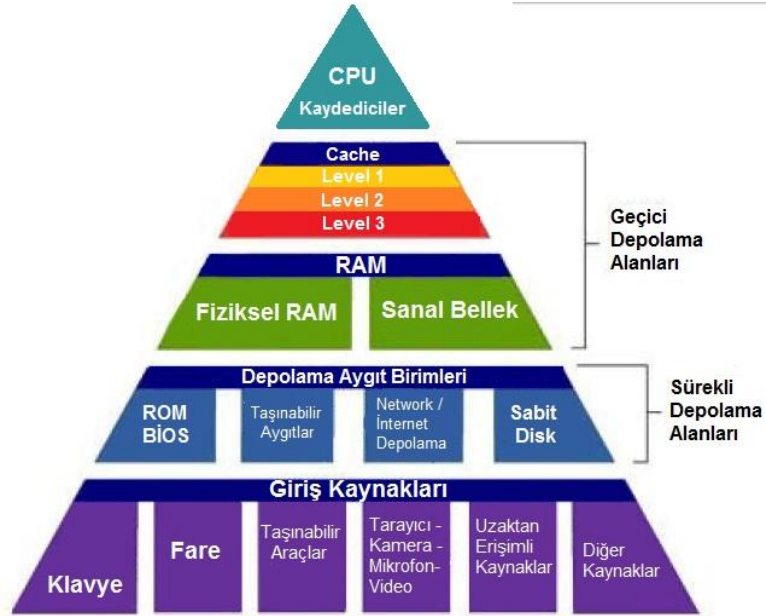 CPU
Kaydediciler
Cache
Level 1
Level 2
Level 3
Geçici
Depolama
Alanları
RAM
Fiziksel RAM
Sanal Bellek
Depolama Aygıt Birimleri
ROM
BİOS
Taşınabilir
Aygıtlar
Network /
İnternet
Depolama
Sabit
Disk
Sürekli
Depolama
Alanları
Giriş Kaynakları
Klavye
Fare
Taşınabilir
Araçlar
Tarayıcı -
Kamera -
Mikrofon-
Video
Uzaktan
Erişimli
Kaynaklar
Diğer
Kaynaklar